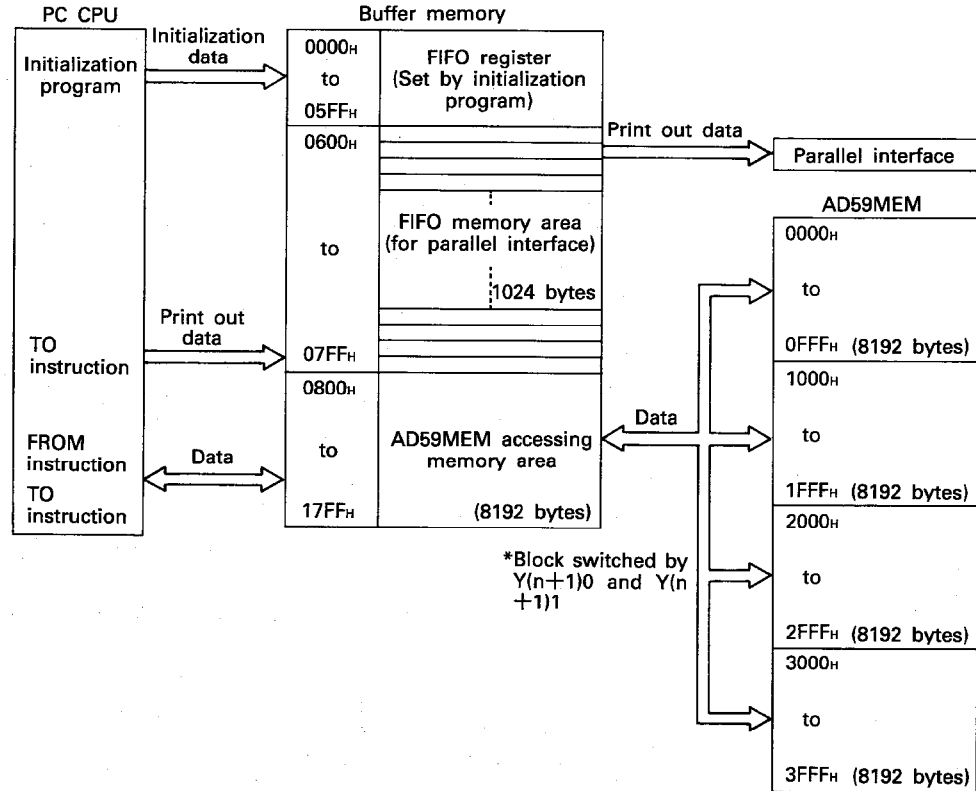 PC CPU
Initialization
program
TO
instruction
FROM
instruction
TO
instruction
Initialization
data
Print out
data
Data
Buffer memory
0000H
to
05FFH
FIFO register
(Set by initialization
program)
0600H
to
07FFH
FIFO memory area
(for parallel interface)
1024 bytes
0800H
to
17FFH
AD59MEM accessing
memory area
(8192 bytes)
Print out data
Parallel interface
Data
*Block switched by
Y(n+1)0 and Y(n
+1)1
AD59MEM
0000H
to
0FFFH (8192 bytes)
1000H
to
1FFFH (8192 bytes)
2000H
to
2FFFH (8192 bytes)
3000H
to
3FFFH (8192 bytes)